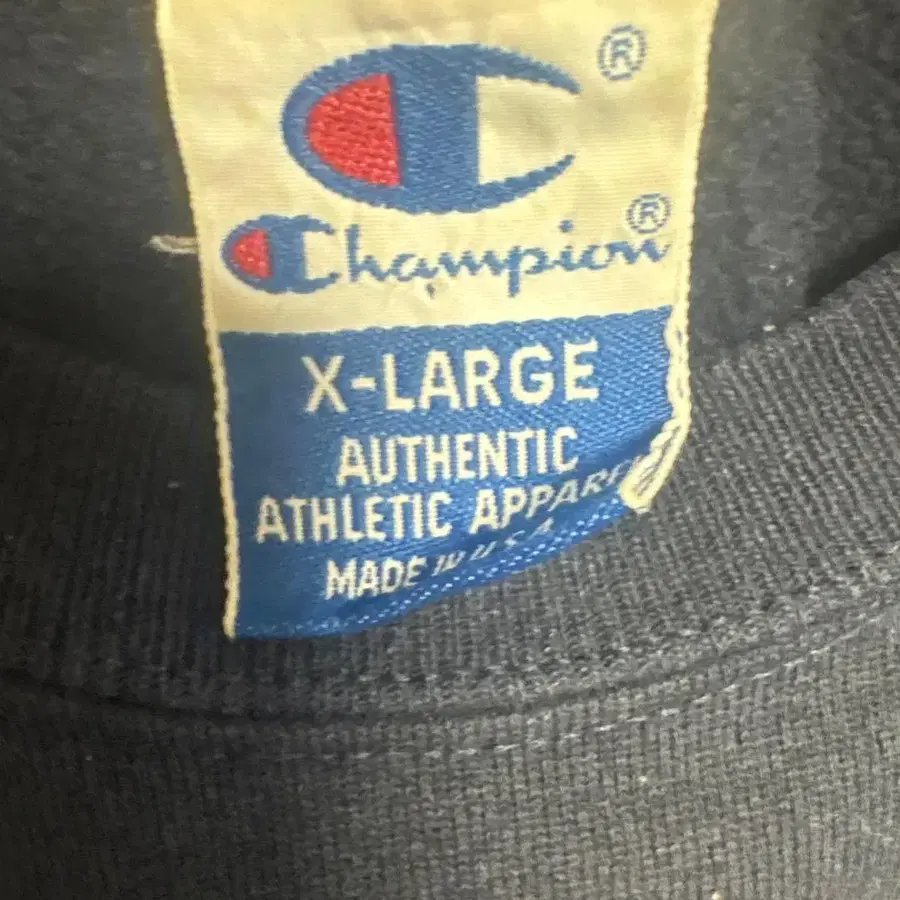 ®
Champion®
X-LARGE
AUTHENTIC
ATHLETIC APPAREL
MADE IN U.S.A.